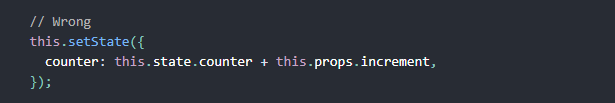 // Wrong
this.setState({
  counter: this.state.counter + this.props.increment,
});